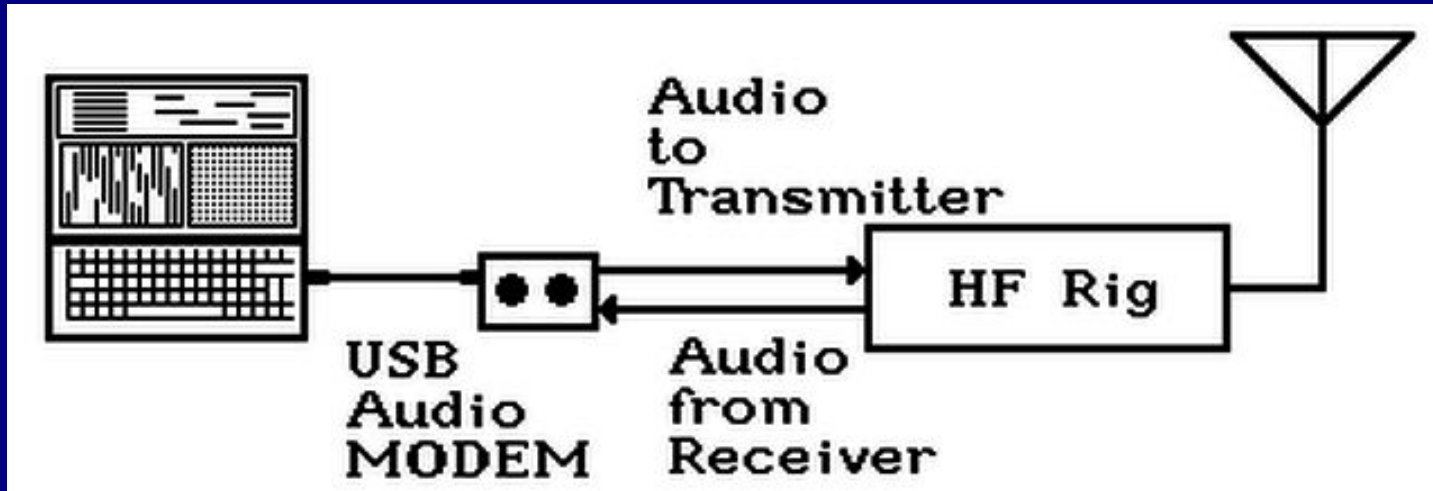 Audio
to
Transmitter
HF Rig
USB
Audio
MODEM
Audio
from
Receiver